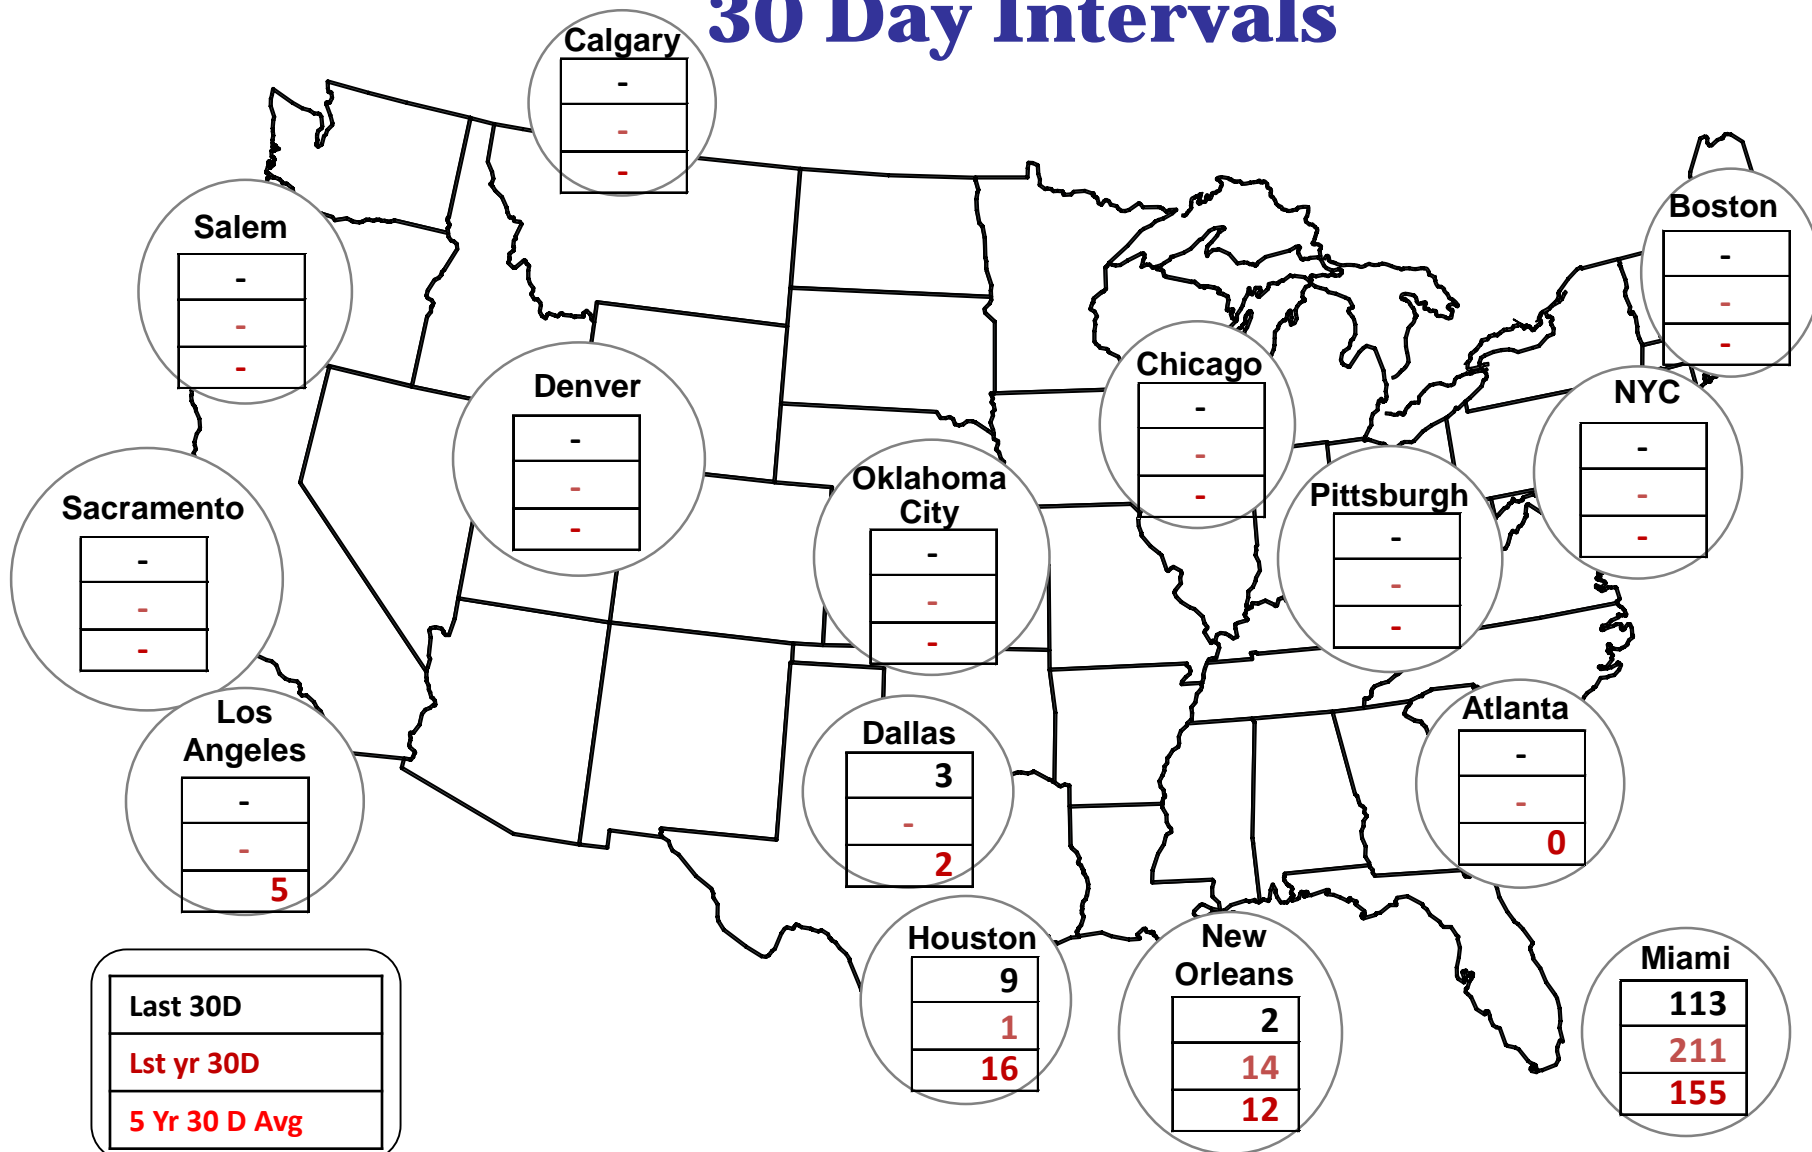 30 Day Intervals
Calgary
-
-
-
Salem
-
-
-
Boston
-
-
-
Denver
-
-
-
Chicago
-
-
-
NYC
-
-
-
Oklahoma
City
-
-
-
Pittsburgh
-
-
-
Sacramento
-
-
-
Los
Angeles
-
-
5
Dallas
3
-
2
Atlanta
-
-
0
Houston
9
1
16
New
Orleans
2
14
12
Miami
113
211
155
Last 30D
Lst yr 30D
5 Yr 30 D Avg